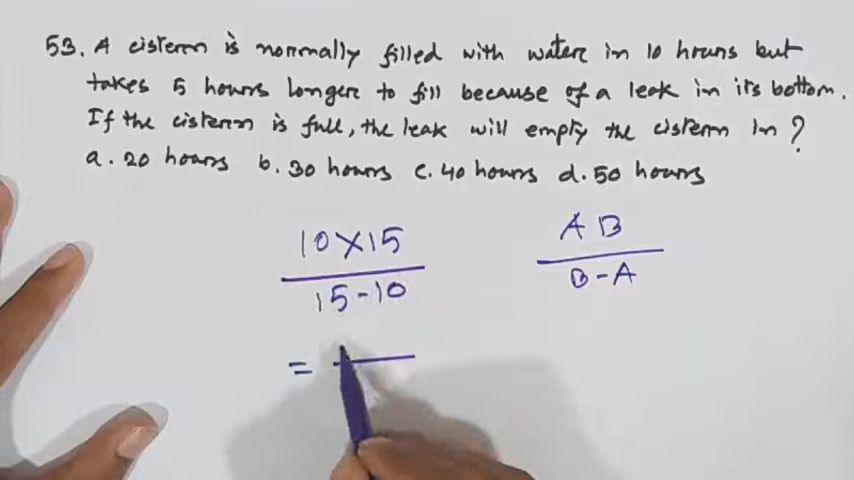 53. A cistern is normally filled with water in 10 hours but
takes 5 hours longer to fill because of a leak in its bottom.
If the cistern is full, the leak will empty the cistern in ?
a. 20 hours b. 30 hours c. 40 hours d. 50 hours
10X15
15-10
=
AB
B-A